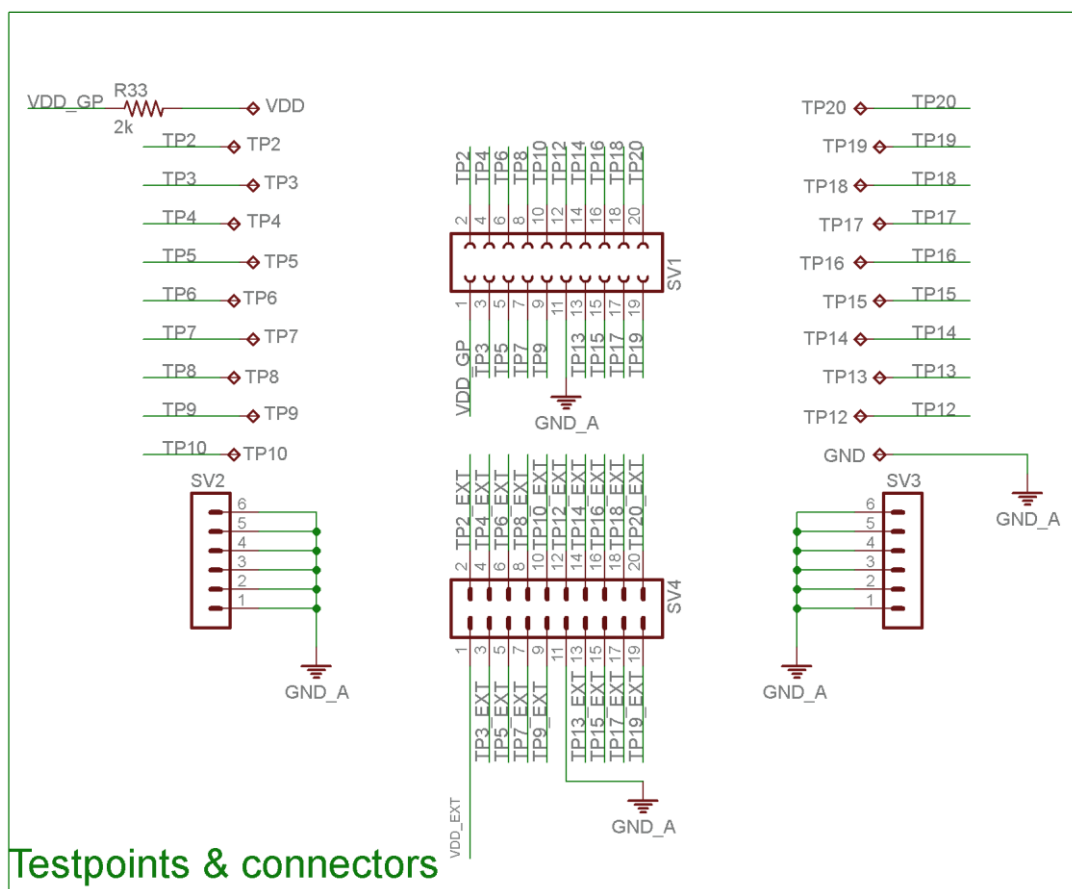 R33
VDD_GP
VDD
2k
TP2
TP2
TP3
TP3
TP4
TP4
TP5
TP5
TP6
TP6
TP7
TP7
TP8
TP8
TP9
TP9
TP10
TP10
TP2
TP4
TP6
TP8
TP10
TP12
TP14
TP16
TP18
TP20
2
4
6
8
10
12
14
16
18
20
SV1
1
3
5
7
9
11
13
15
17
19
VDD_GP
TP3
TP5
TP7
TP9
TP13
TP15
TP17
TP19
GND_A
TP20
TP20
TP19
TP19
TP18
TP18
TP17
TP17
TP16
TP16
TP15
TP15
TP14
TP14
TP13
TP13
TP12
TP12
GND
GND_A
SV2
6
5
4
3
2
1
GND_A
TP2_EXT
TP4_EXT
TP6_EXT
TP8_EXT
TP10_EXT
TP12_EXT
TP14_EXT
TP16_EXT
TP18_EXT
TP20_EXT
2
4
6
8
10
12
14
16
18
20
SV4
1
3
5
7
9
11
13
15
17
19
VDD_EXT
TP3_EXT
TP5_EXT
TP7_EXT
TP9_EXT
TP13_EXT
TP15_EXT
TP17_EXT
TP19_EXT
GND_A
SV3
6
5
4
3
2
1
GND_A
Testpoints & connectors